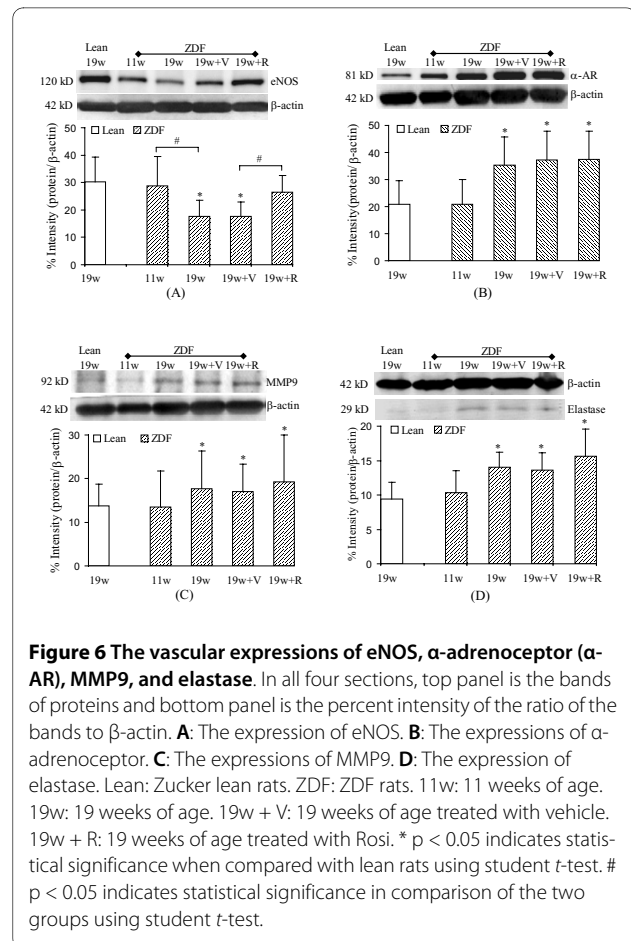 Lean ZDF
19w 11w 19w 19w+V 19w+R
120 kD eNOS
42 kD β-actin
% Intensity (protein/ β-actin)
50
40
30
20
10
0
Lean ZDF
#
#
* *
19w 11w 19w 19w+V 19w+R
(A)
Lean ZDF
19w 11w 19w 19w+V 19w+R
81 kD α-AR
42 kD β-actin
% Intensity (protein/β-actin)
50
40
30
20
10
0
Lean ZDF
* * *
19w 11w 19w 19w+V 19w+R
(B)
Lean ZDF
19w 11w 19w 19w+V 19w+R
92 kD MMP9
42 kD β-actin
% Intensity (protein/β-actin)
30
20
10
0
Lean ZDF
* * *
19w 11w 19w 19w+V 19w+R
(C)
Lean ZDF
19w 11w 19w 19w+V 19w+R
42 kD β-actin
29 kD Elastase
% Intensity (protein/β-actin)
20
15
10
5
0
Lean ZDF
* * *
19w 11w 19w 19w+V 19w+R
(D)
Figure 6 The vascular expressions of eNOS, α-adrenoceptor (α-
AR), MMP9, and elastase. In all four sections, top panel is the bands
of proteins and bottom panel is the percent intensity of the ratio of the
bands to β-actin. A: The expression of eNOS. B: The expressions of α-
adrenoceptor. C: The expressions of MMP9. D: The expression of
elastase. Lean: Zucker lean rats. ZDF: ZDF rats. 11w: 11 weeks of age.
19w: 19 weeks of age. 19w + V: 19 weeks of age treated with vehicle.
19w + R: 19 weeks of age treated with Rosi. * p < 0.05 indicates statis-
tical significance when compared with lean rats using student t-test. #
p < 0.05 indicates statistical significance in comparison of the two
groups using student t-test.